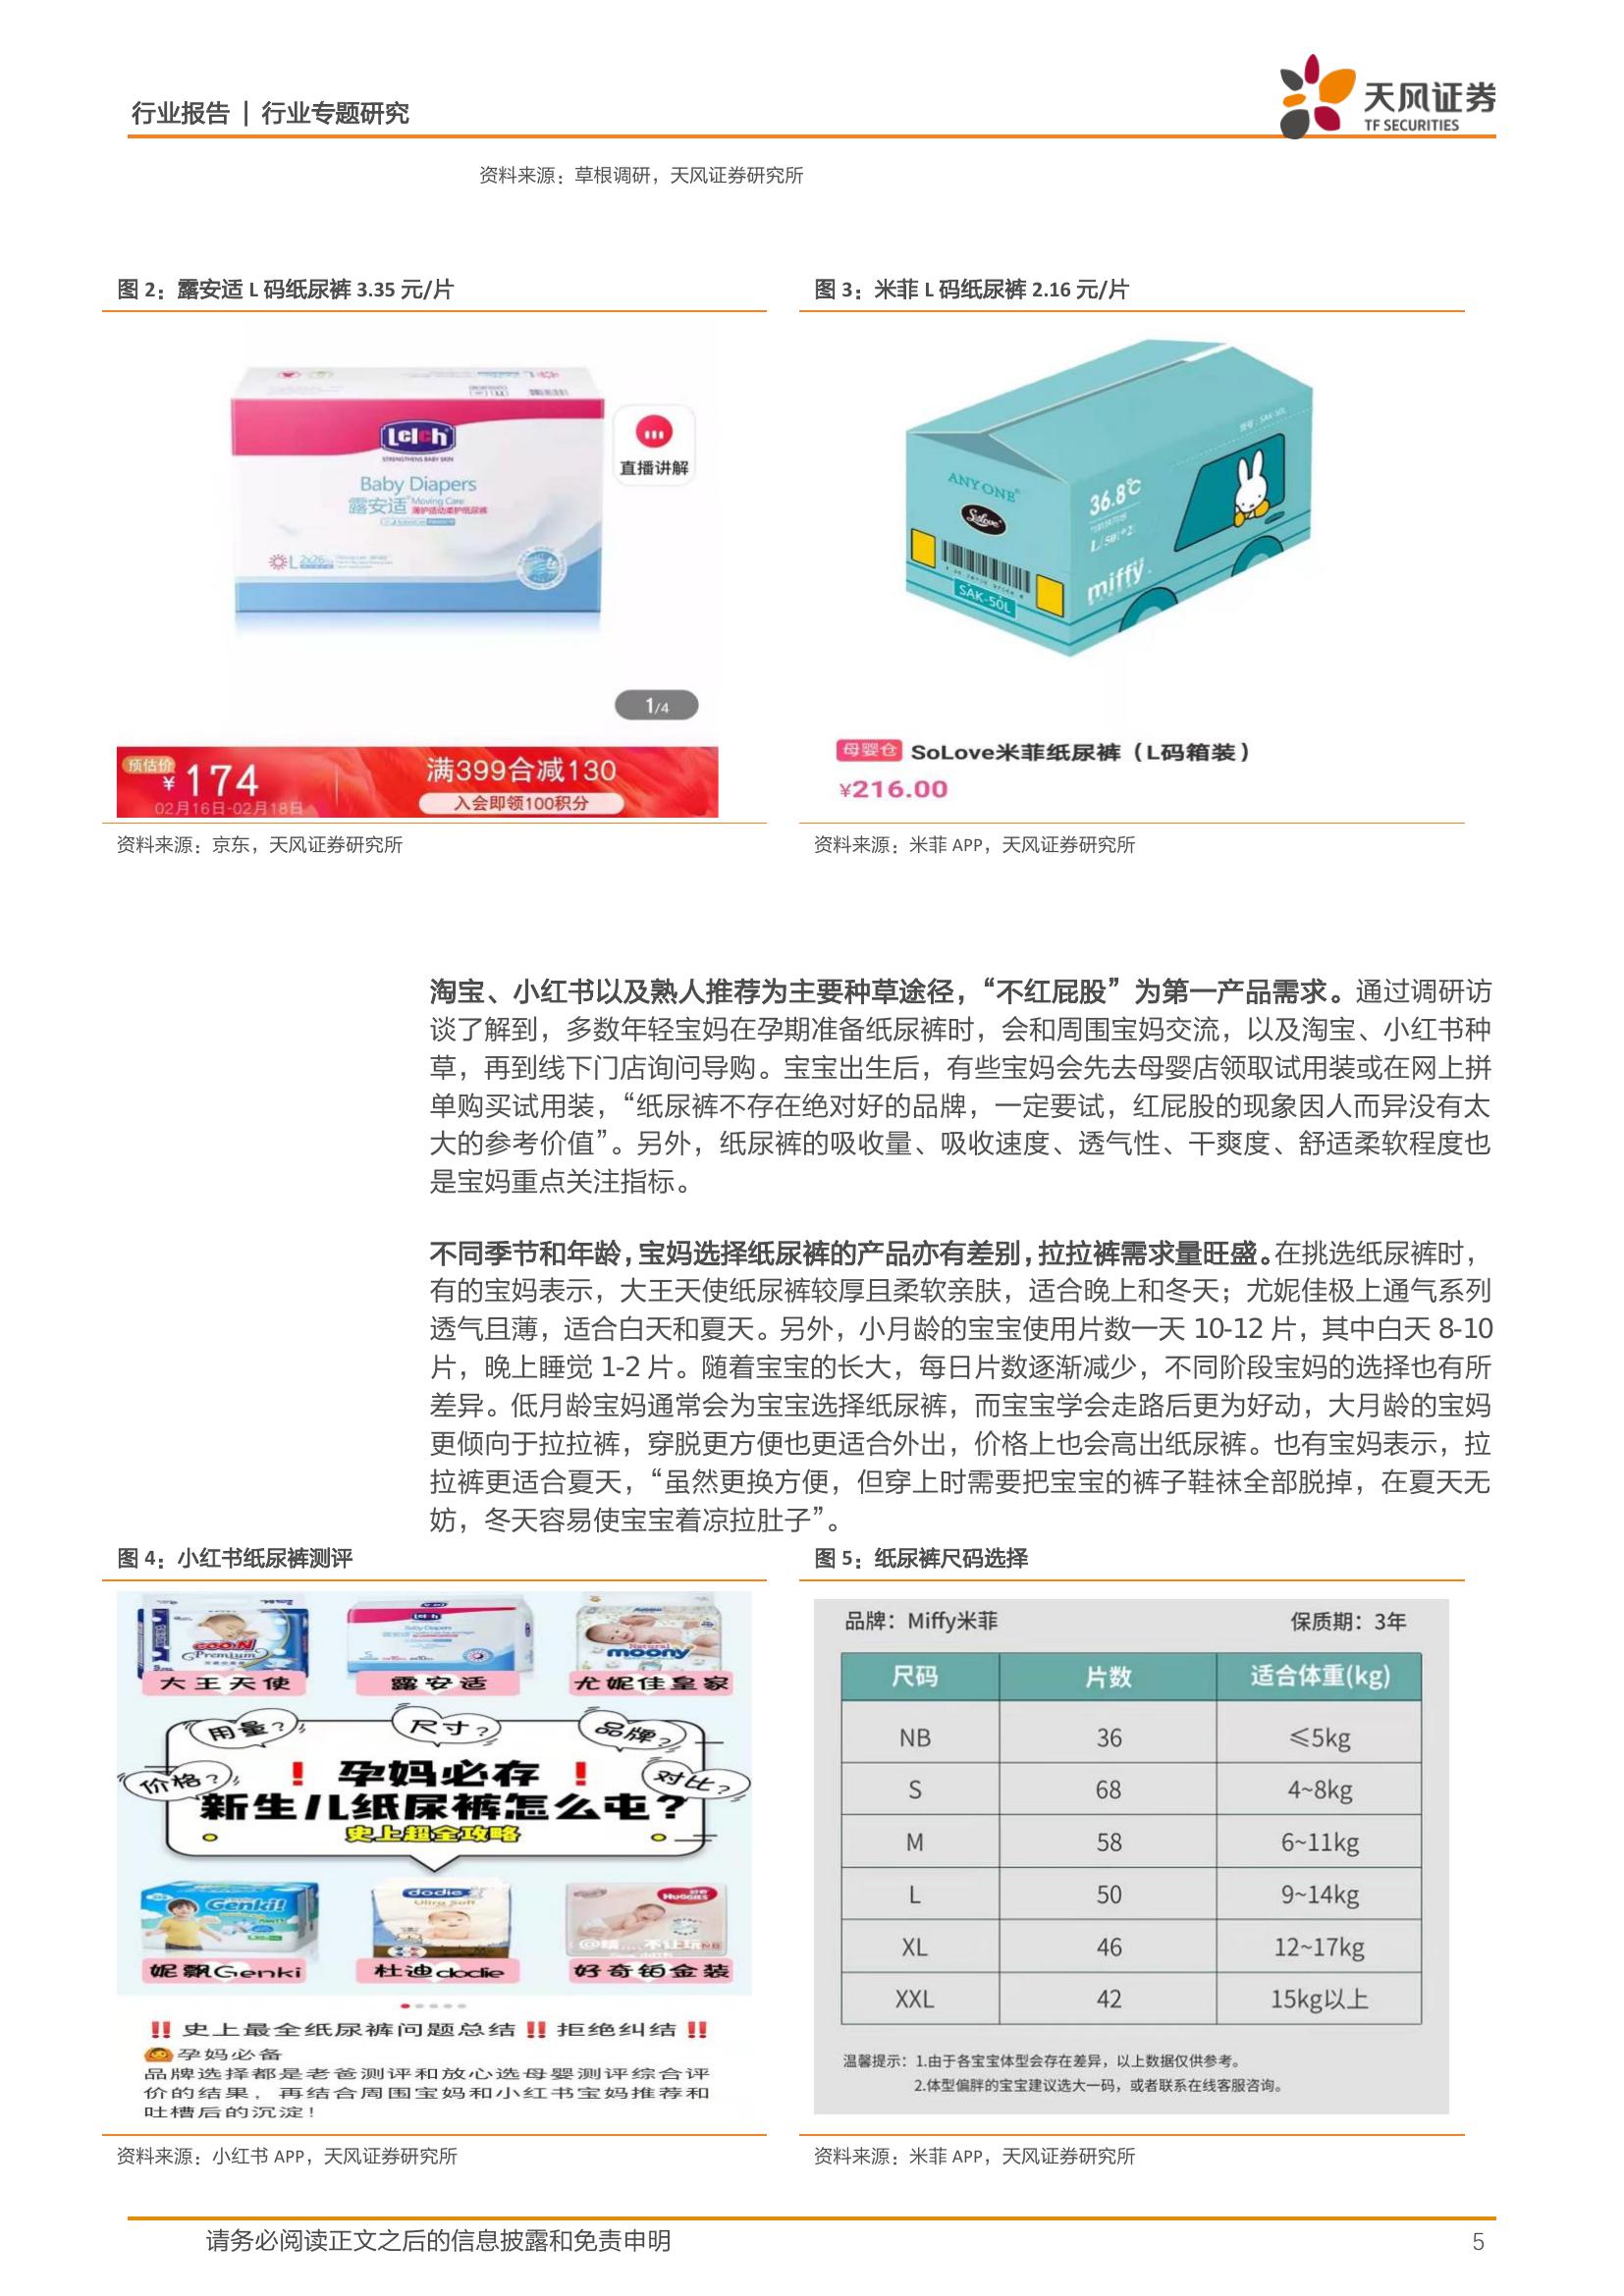 行业报告 | 行业专题研究
天风证券
TF SECURITIES
资料来源：草根调研，天风证券研究所
图 2：露安适 L 码纸尿裤 3.35 元/片
Lelch
STRENGTHENS BABY SKIN
Baby Diapers
露安适 Moving Care
L 2x26
直播讲解
1/4
预估价
¥ 174
02月16日-02月18日
满399合减130
入会即领100积分
资料来源：京东，天风证券研究所
图 3：米菲 L 码纸尿裤 2.16 元/片
ANYONE
SoLove
36.8℃
miffy
SAK-50L
母婴仓 SoLove米菲纸尿裤（L码箱装）
¥216.00
资料来源：米菲 APP，天风证券研究所
淘宝、小红书以及熟人推荐为主要种草途径，“不红屁股”为第一产品需求。通过调研访
谈了解到，多数年轻宝妈在孕期准备纸尿裤时，会和周围宝妈交流，以及淘宝、小红书种
草，再到线下门店询问导购。宝宝出生后，有些宝妈会先去母婴店领取试用装或在网上拼
单购买试用装，“纸尿裤不存在绝对好的品牌，一定要试，红屁股的现象因人而异没有太
大的参考价值”。另外，纸尿裤的吸收量、吸收速度、透气性、干爽度、舒适柔软程度也
是宝妈重点关注指标。
不同季节和年龄，宝妈选择纸尿裤的产品亦有差别，拉拉裤需求量旺盛。在挑选纸尿裤时，
有的宝妈表示，大王天使纸尿裤较厚且柔软亲肤，适合晚上和冬天；尤妮佳极上通气系列
透气且薄，适合白天和夏天。另外，小月龄的宝宝使用片数一天 10-12 片，其中白天 8-10
片，晚上睡觉 1-2 片。随着宝宝的长大，每日片数逐渐减少，不同阶段宝妈的选择也有所
差异。低月龄宝妈通常会为宝宝选择纸尿裤，而宝宝学会走路后更为好动，大月龄的宝妈
更倾向于拉拉裤，穿脱更方便也更适合外出，价格上也会高出纸尿裤。也有宝妈表示，拉
拉裤更适合夏天，“虽然更换方便，但穿上时需要把宝宝的裤子鞋袜全部脱掉，在夏天无
妨，冬天容易使宝宝着凉拉肚子”。
图 4：小红书纸尿裤测评
GOO.N
Premium
Lelch
Baby Diapers
Natural
moony
大王天使
露安适
尤妮佳皇家
用量?
尺寸?
品牌?
价格?
对比?
❗ 孕妈必存 ❗
新生儿纸尿裤怎么屯?
史上超全攻略
Genki!
dodie
Ultra Soft
HUGGIES
妮飘Genki
杜迪dodie
好奇铂金装
‼ 史上最全纸尿裤问题总结 ‼ 拒绝纠结 ‼
🙆孕妈必备
品牌选择都是老爸测评和放心选母婴测评综合评
价的结果，再结合周围宝妈和小红书宝妈推荐和
吐槽后的沉淀！
资料来源：小红书 APP，天风证券研究所
图 5：纸尿裤尺码选择
品牌：Miffy米菲 保质期：3年
尺码 片数 适合体重(kg)
NB 36 ≤5kg
S 68 4~8kg
M 58 6~11kg
L 50 9~14kg
XL 46 12~17kg
XXL 42 15kg以上
温馨提示：1.由于各宝宝体型会存在差异，以上数据仅供参考。
2.体型偏胖的宝宝建议选大一码，或者联系在线客服咨询。
资料来源：米菲 APP，天风证券研究所
请务必阅读正文之后的信息披露和免责申明
5